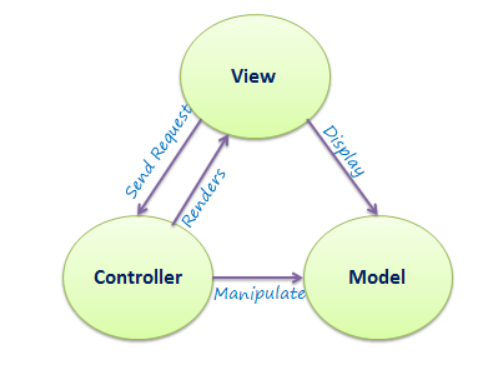 View
Send Request
Renders
Display
Controller
Manipulate
Model